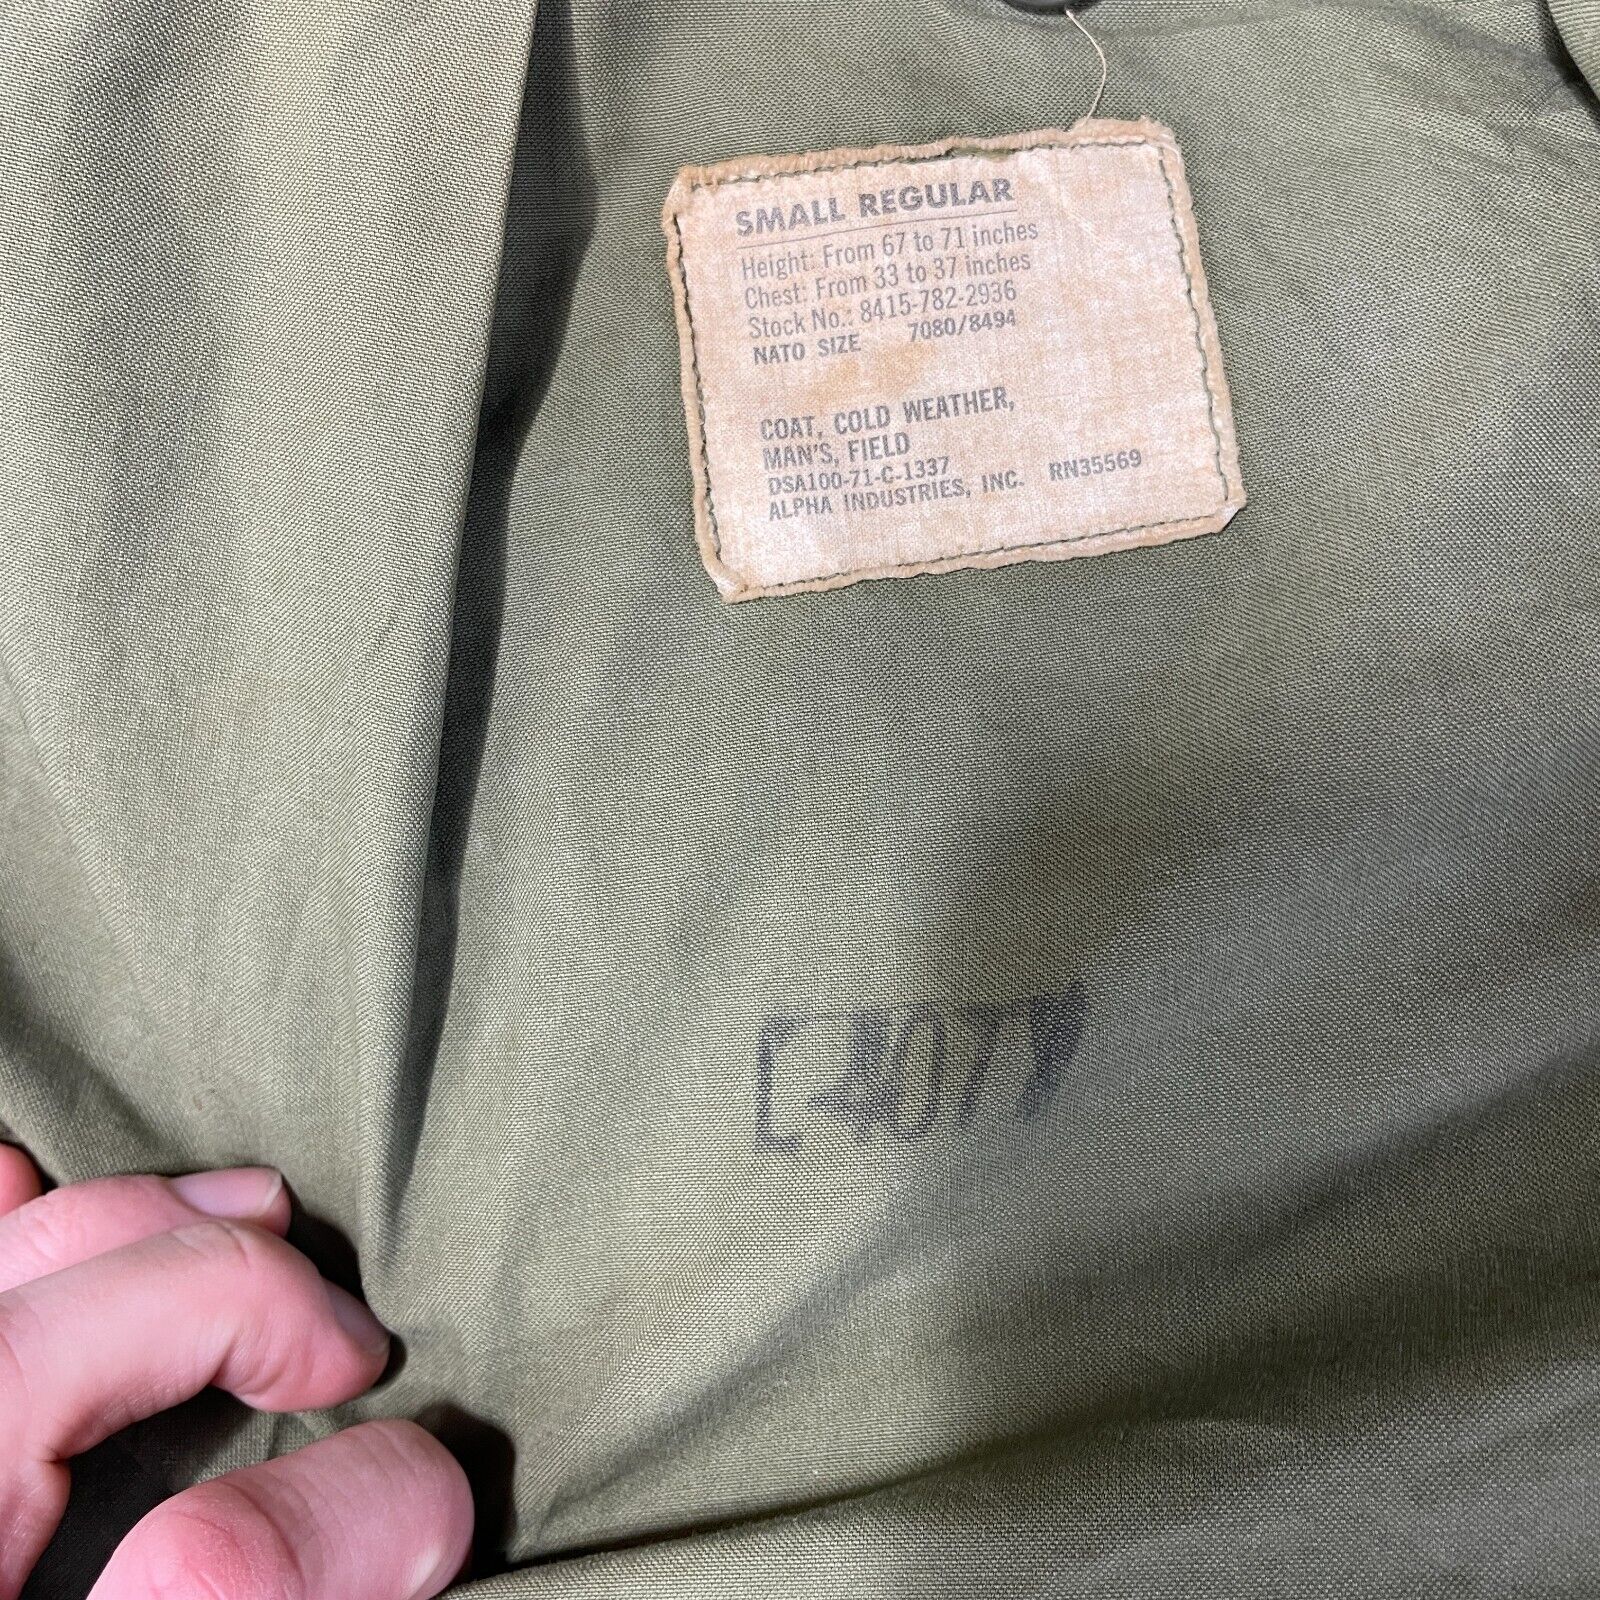 SMALL REGULAR
Height: From 67 to 71 inches
Chest: From 33 to 37 inches
Stock No.: 8415-782-2936
NATO SIZE 7080/8494
COAT, COLD WEATHER,
MAN'S, FIELD
DSA100-71-C-1337
ALPHA INDUSTRIES, INC. RN35569